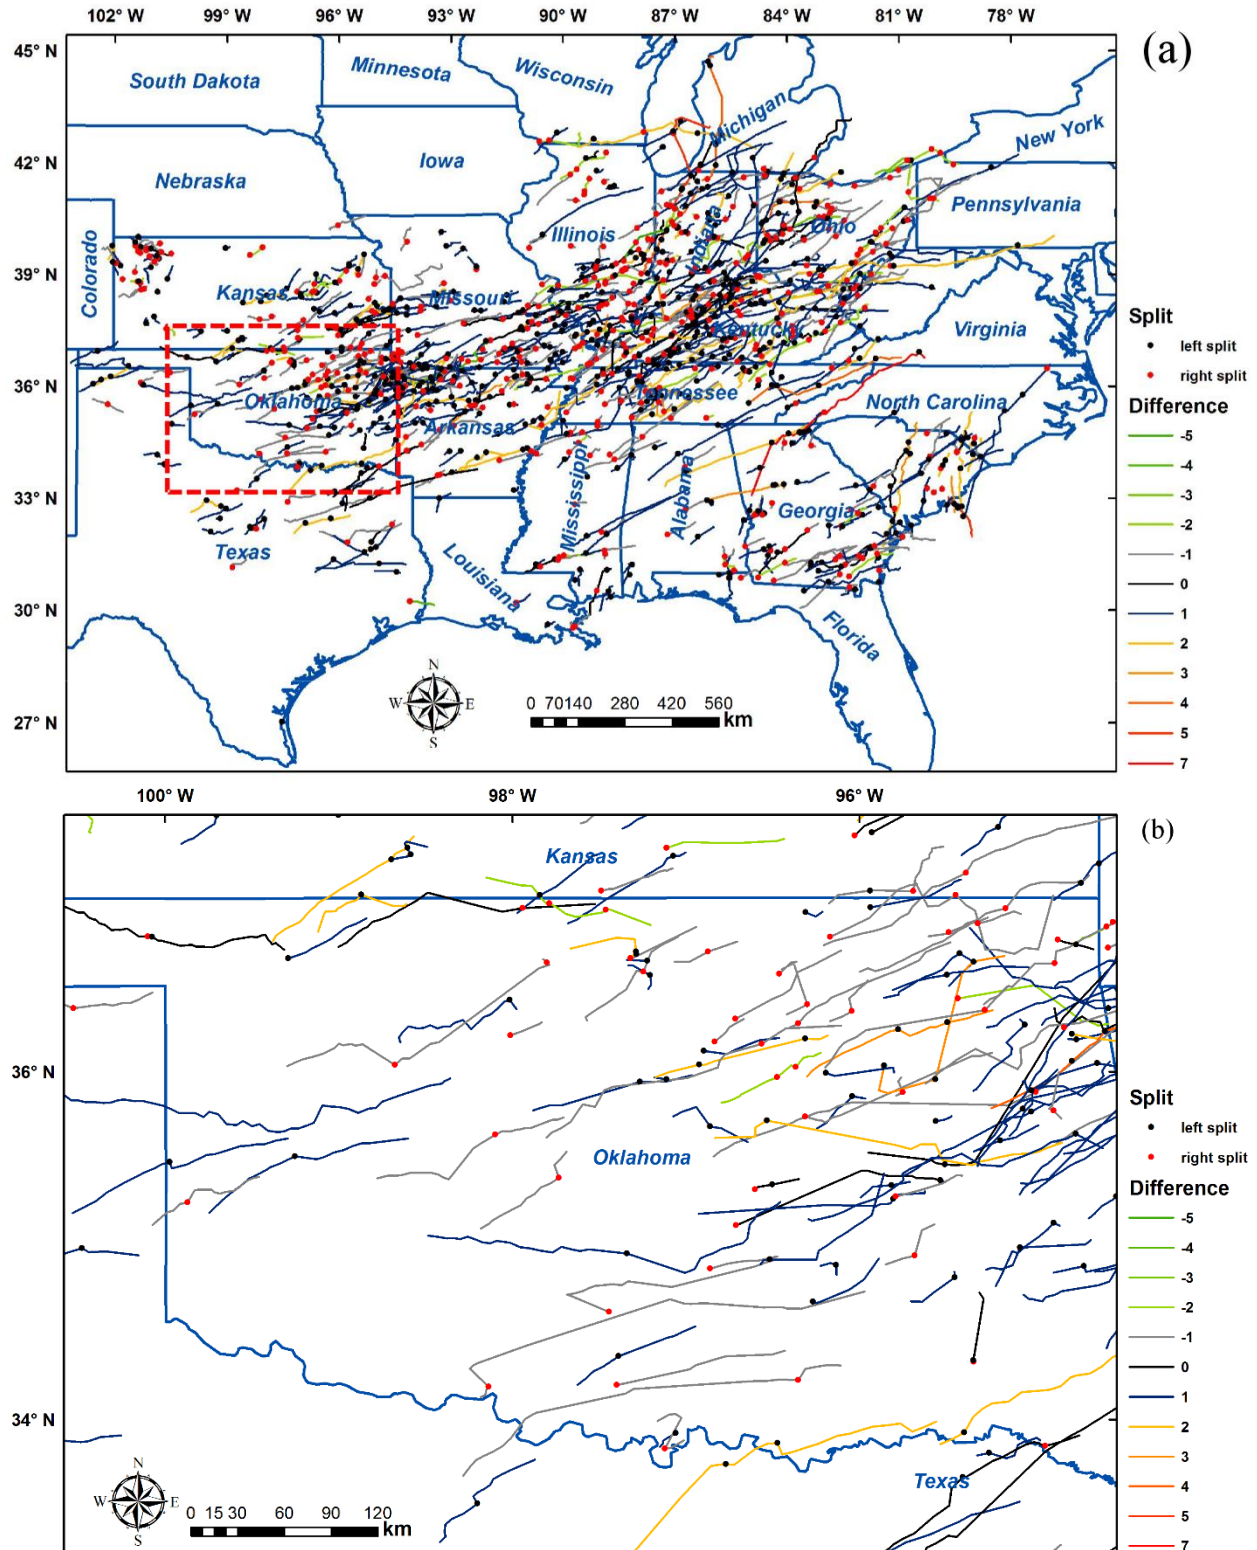 102° W 99° W 96° W 93° W 90° W 87° W 84° W 81° W 78° W
(a)
45° N
42° N
39° N
36° N
33° N
30° N
27° N
South Dakota
Minnesota
Wisconsin
Michigan
New York
Iowa
Nebraska
Pennsylvania
Illinois
Indiana
Ohio
Colorado
Kansas
Missouri
Kentucky
Virginia
Oklahoma
Tennessee
North Carolina
Arkansas
Mississippi
Alabama
Georgia
Texas
Louisiana
Florida
N
W E
S
0 70 140 280 420 560
km
Split
left split
right split
Difference
-5
-4
-3
-2
-1
0
1
2
3
4
5
7
100° W 98° W 96° W
(b)
36° N
34° N
Kansas
Oklahoma
Texas
N
W E
S
0 15 30 60 90 120
km
Split
left split
right split
Difference
-5
-4
-3
-2
-1
0
1
2
3
4
5
7